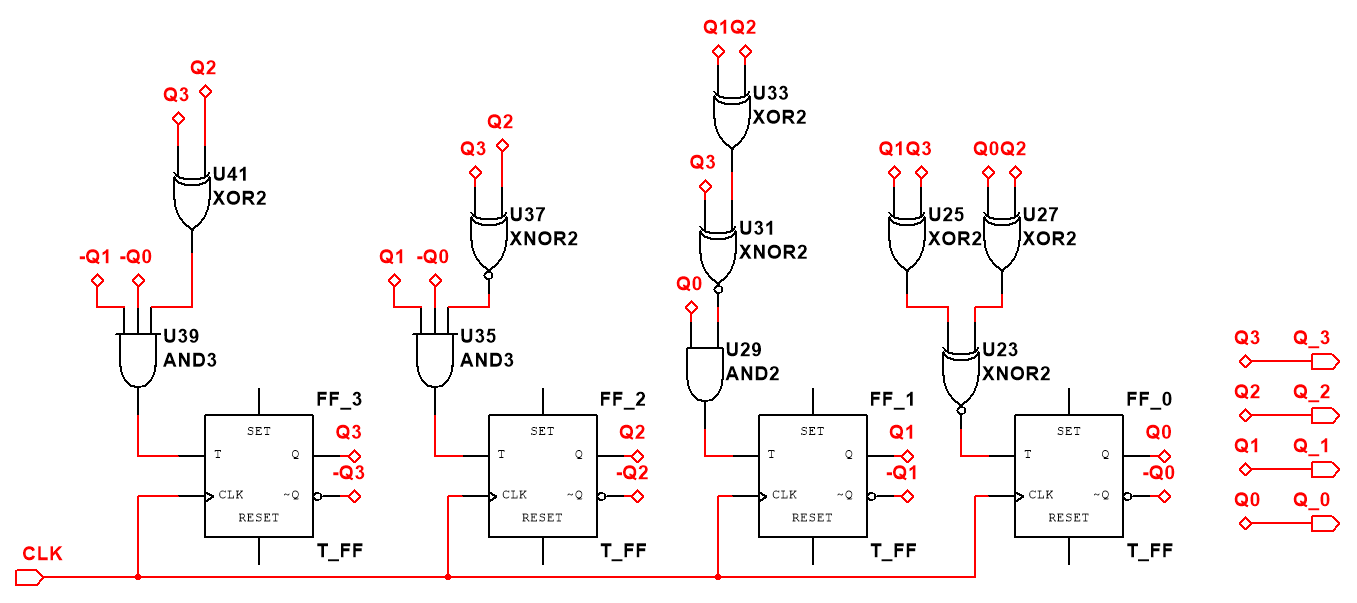 Q1Q2
U33
XOR2
Q2
Q3
U41
XOR2
Q2
Q3
U37
XNOR2
Q3
U31
XNOR2
Q1Q3
Q0Q2
U25
XOR2
U27
XOR2
-Q1 -Q0
U39
AND3
Q1 -Q0
U35
AND3
Q0
U29
AND2
U23
XNOR2
Q3 Q_3
Q2 Q_2
Q1 Q_1
Q0 Q_0
FF_3
SET
Q3
T Q
-Q3
CLK ~Q
RESET
T_FF
FF_2
SET
Q2
T Q
-Q2
CLK ~Q
RESET
T_FF
FF_1
SET
Q1
T Q
-Q1
CLK ~Q
RESET
T_FF
FF_0
SET
Q0
T Q
-Q0
CLK ~Q
RESET
T_FF
CLK